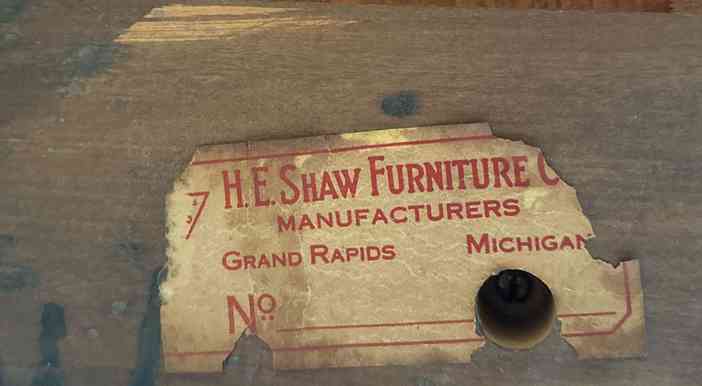 H.E. SHAW FURNITURE C
MANUFACTURERS
GRAND RAPIDS MICHIGAN
No